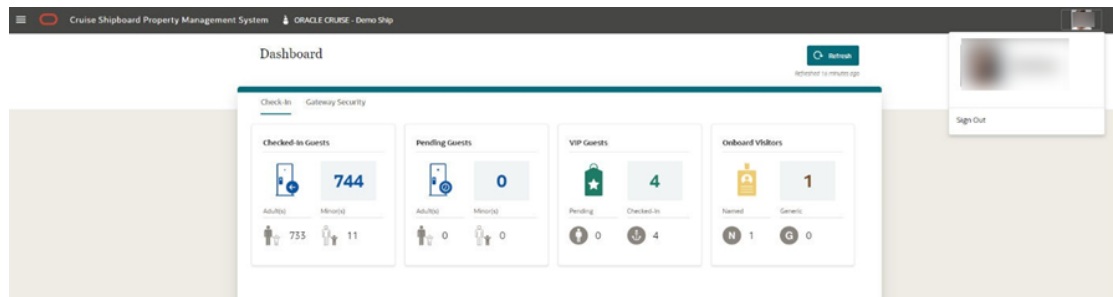 Cruise Shipboard Property Management System ORACLE CRUISE - Demo Ship
Dashboard
Refresh
Refreshed 16 minutes ago
Sign Out
Check-In Gateway Security
Checked-In Guests
744
Adult(s) Minor(s)
733 11
Pending Guests
0
Adult(s) Minor(s)
0 0
VIP Guests
4
Pending Checked-In
0 4
Onboard Visitors
1
Named Generic
N 1 G 0